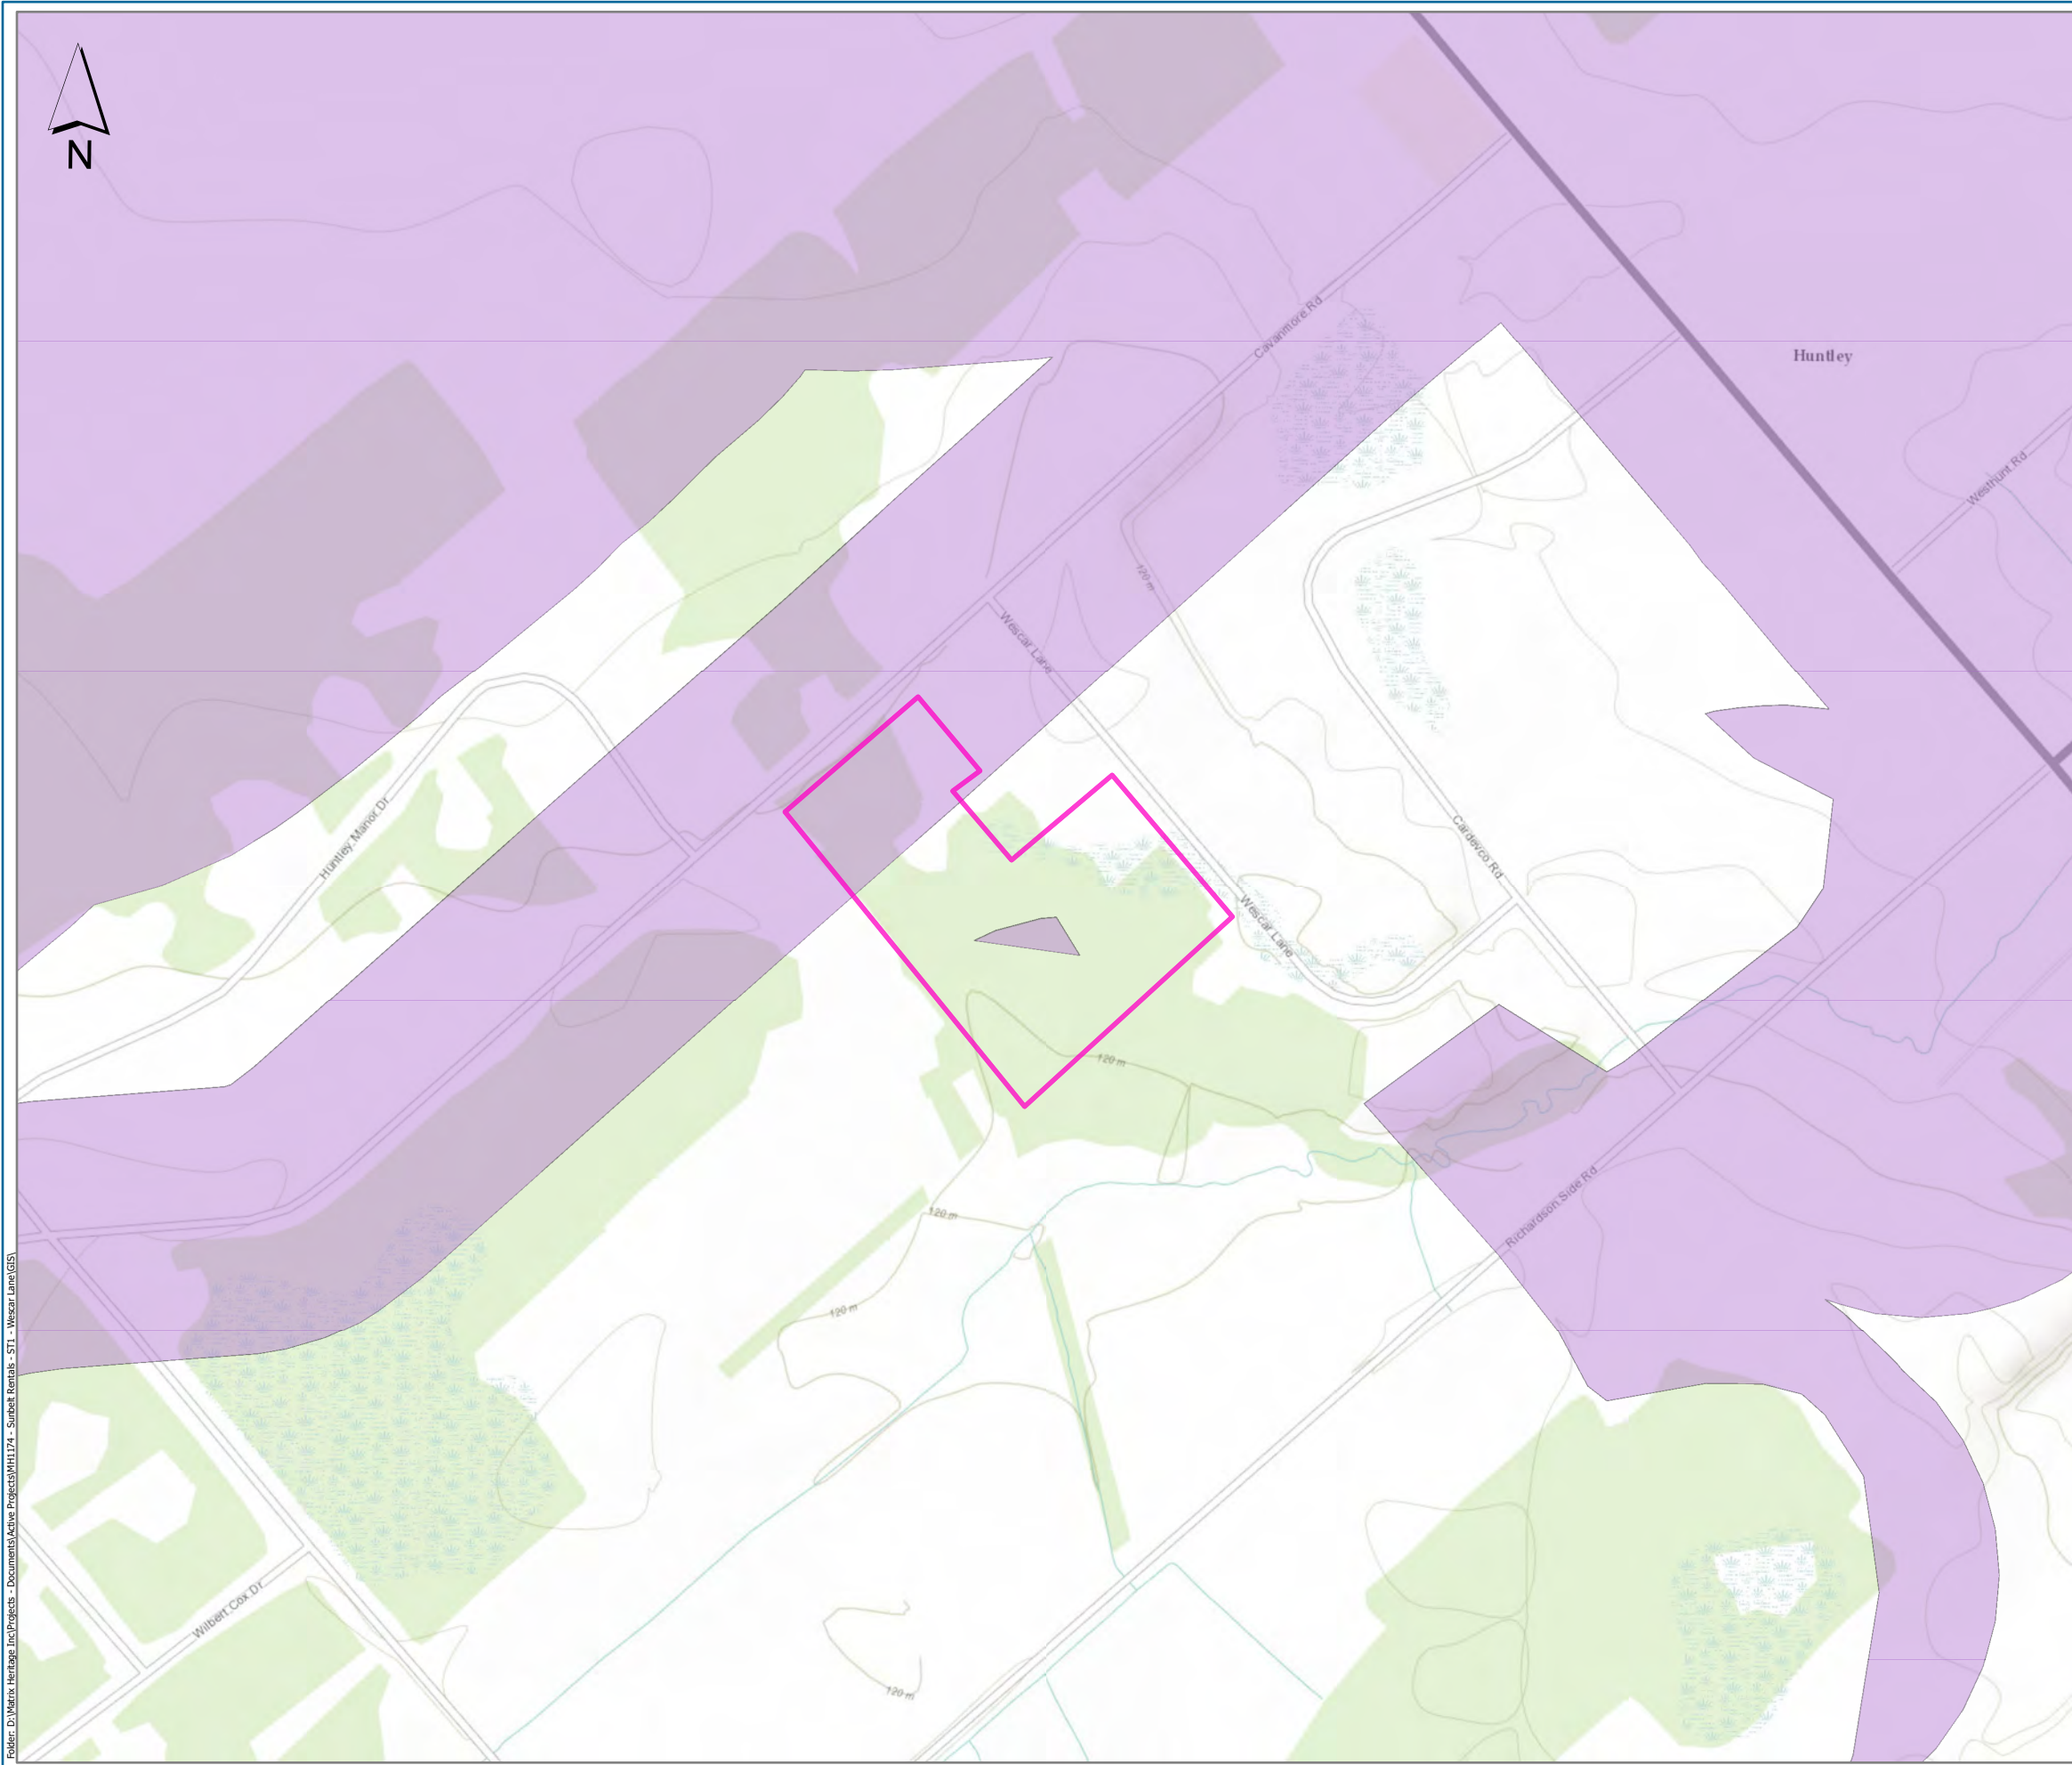 N
Cavanmore Rd
Huntley
Westhunt Rd
120 m
Wescar Lane
Huntley Manor Dr
Cardevco Rd
Wescar Lane
120 m
Richardson Side Rd
120 m
120 m
Wilbert Cox Dr
120 m
Folder: D:\Matrix Heritage Inc\Projects - Documents\Active Projects\MH1174 - Sunbelt Rentals - ST1 - Wescar Lane\GIS\